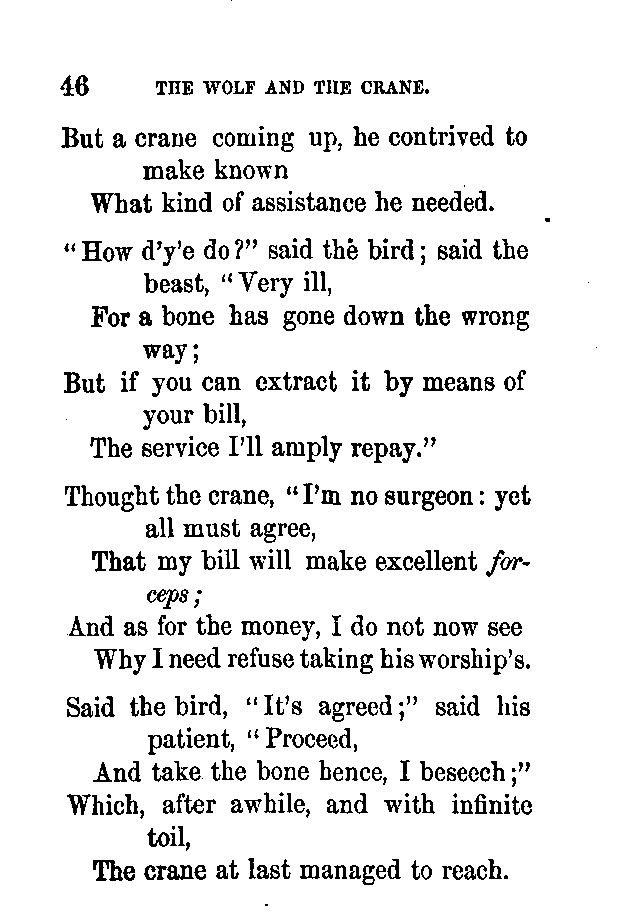 46 THE WOLF AND THE CRANE.
But a crane coming up, he contrived to
make known
What kind of assistance he needed.
“How d’y’e do?” said the bird; said the
beast, “Very ill,
For a bone has gone down the wrong
way;
But if you can extract it by means of
your bill,
The service I’ll amply repay.”
Thought the crane, “I’m no surgeon: yet
all must agree,
That my bill will make excellent for-
ceps;
And as for the money, I do not now see
Why I need refuse taking his worship’s.
Said the bird, “It’s agreed;” said his
patient, “Proceed,
And take the bone hence, I beseech;”
Which, after awhile, and with infinite
toil,
The crane at last managed to reach.